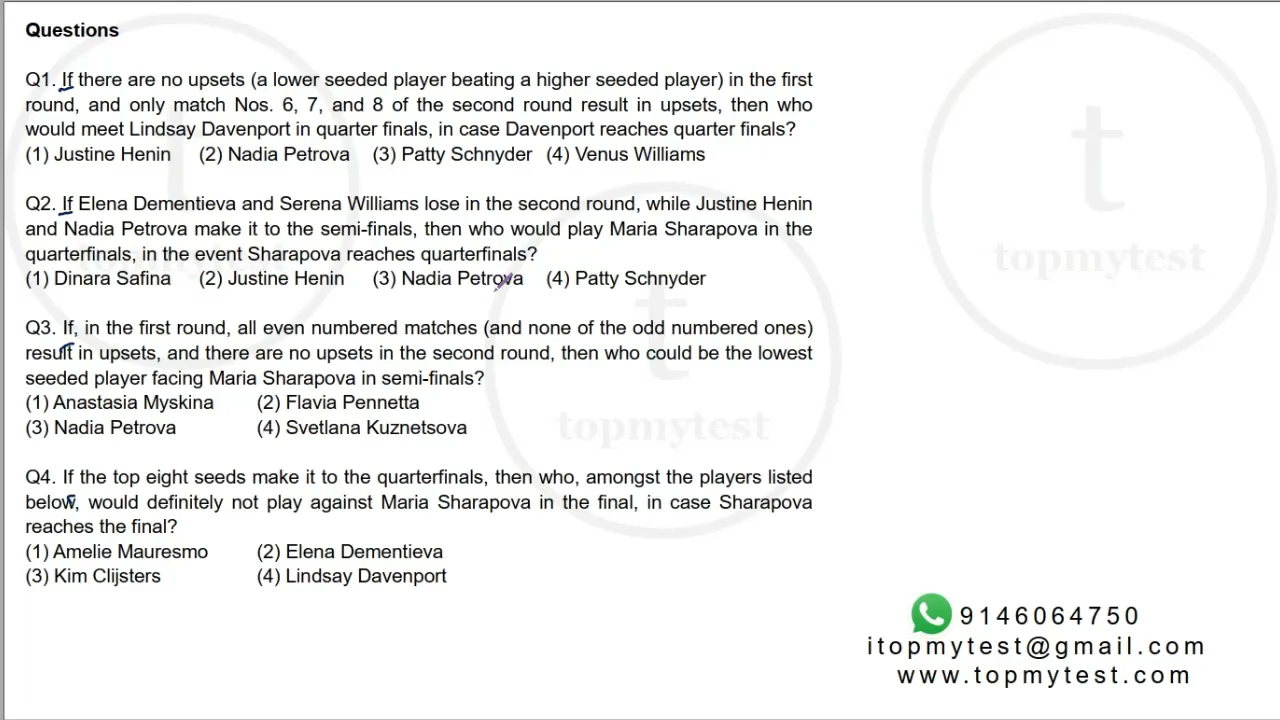 Questions
Q1. If there are no upsets (a lower seeded player beating a higher seeded player) in the first
round, and only match Nos. 6, 7, and 8 of the second round result in upsets, then who
would meet Lindsay Davenport in quarter finals, in case Davenport reaches quarter finals?
(1) Justine Henin (2) Nadia Petrova (3) Patty Schnyder (4) Venus Williams
Q2. If Elena Dementieva and Serena Williams lose in the second round, while Justine Henin
and Nadia Petrova make it to the semi-finals, then who would play Maria Sharapova in the
quarterfinals, in the event Sharapova reaches quarterfinals?
(1) Dinara Safina (2) Justine Henin (3) Nadia Petrova (4) Patty Schnyder
Q3. If, in the first round, all even numbered matches (and none of the odd numbered ones)
result in upsets, and there are no upsets in the second round, then who could be the lowest
seeded player facing Maria Sharapova in semi-finals?
(1) Anastasia Myskina (2) Flavia Pennetta
(3) Nadia Petrova (4) Svetlana Kuznetsova
Q4. If the top eight seeds make it to the quarterfinals, then who, amongst the players listed
below, would definitely not play against Maria Sharapova in the final, in case Sharapova
reaches the final?
(1) Amelie Mauresmo (2) Elena Dementieva
(3) Kim Clijsters (4) Lindsay Davenport
t
topmytest
t
topmytest
topmytest
9146064750
itopmytest@gmail.com
www.topmytest.com